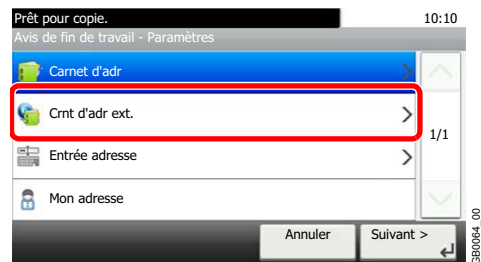 Prêt pour copie.
10:10
Avis de fin de travail - Paramètres
Carnet d'adr
Crnt d'adr ext.
1/1
Entrée adresse
Mon adresse
Annuler
Suivant >
GB0064_00